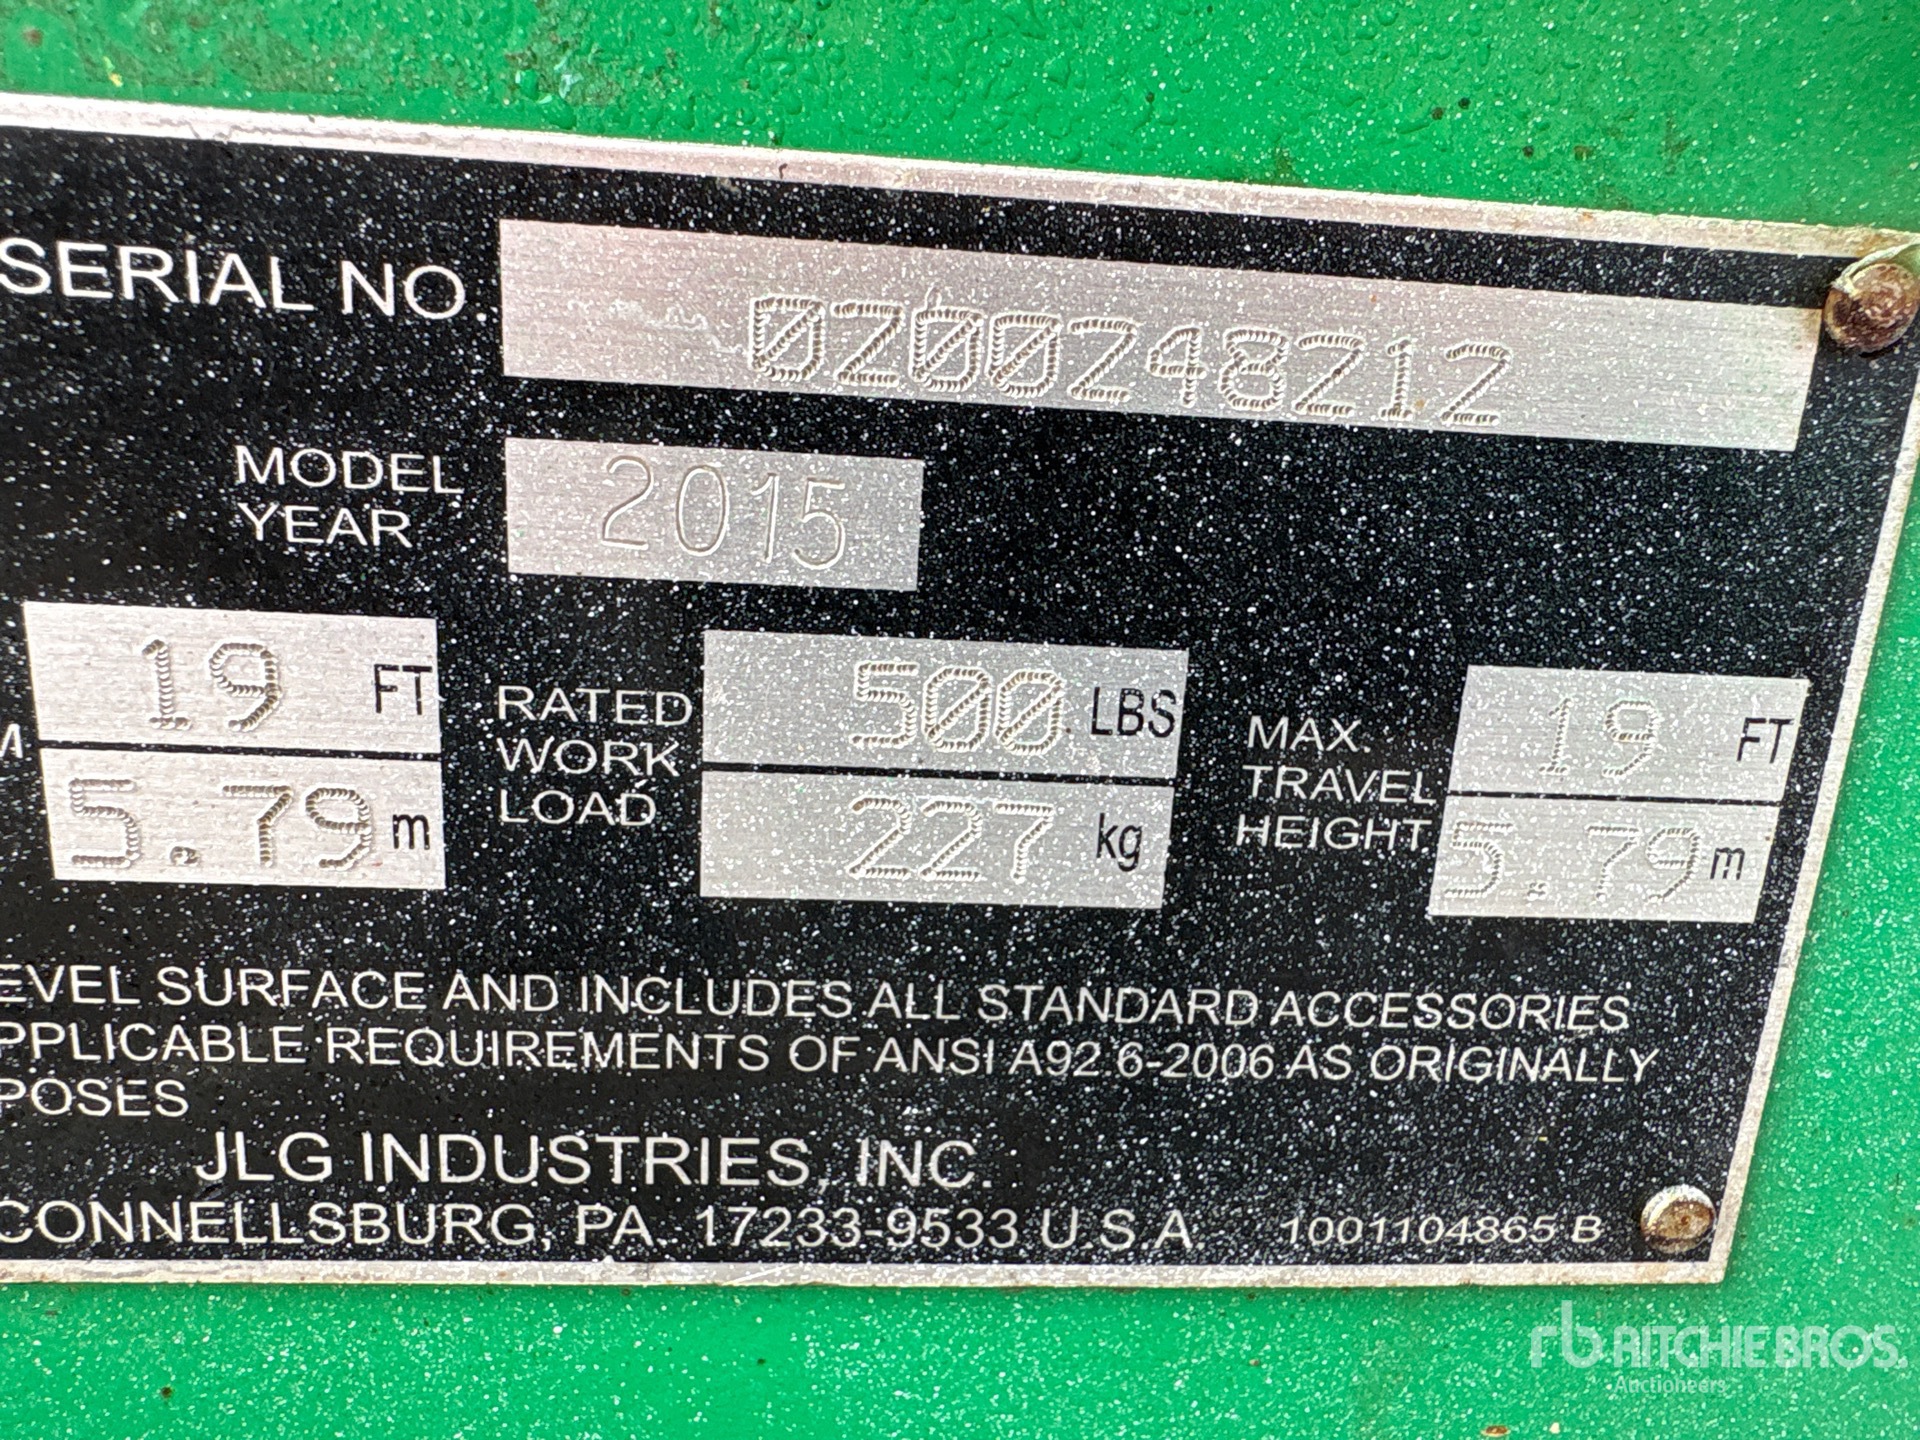 SERIAL NO. 0200248212
MODEL
YEAR 2015
19 FT
M
5.79 m
RATED
WORK
LOAD
500 LBS
227 kg
MAX.
TRAVEL
HEIGHT
19 FT
5.79 m
EVEL SURFACE AND INCLUDES ALL STANDARD ACCESSORIES
PPLICABLE REQUIREMENTS OF ANSI A92.6-2006 AS ORIGINALLY
POSES
JLG INDUSTRIES, INC.
CONNELLSBURG, PA. 17233-9533 U.S.A. 1001104865 B
rb RITCHIE BROS.
Auctioneers